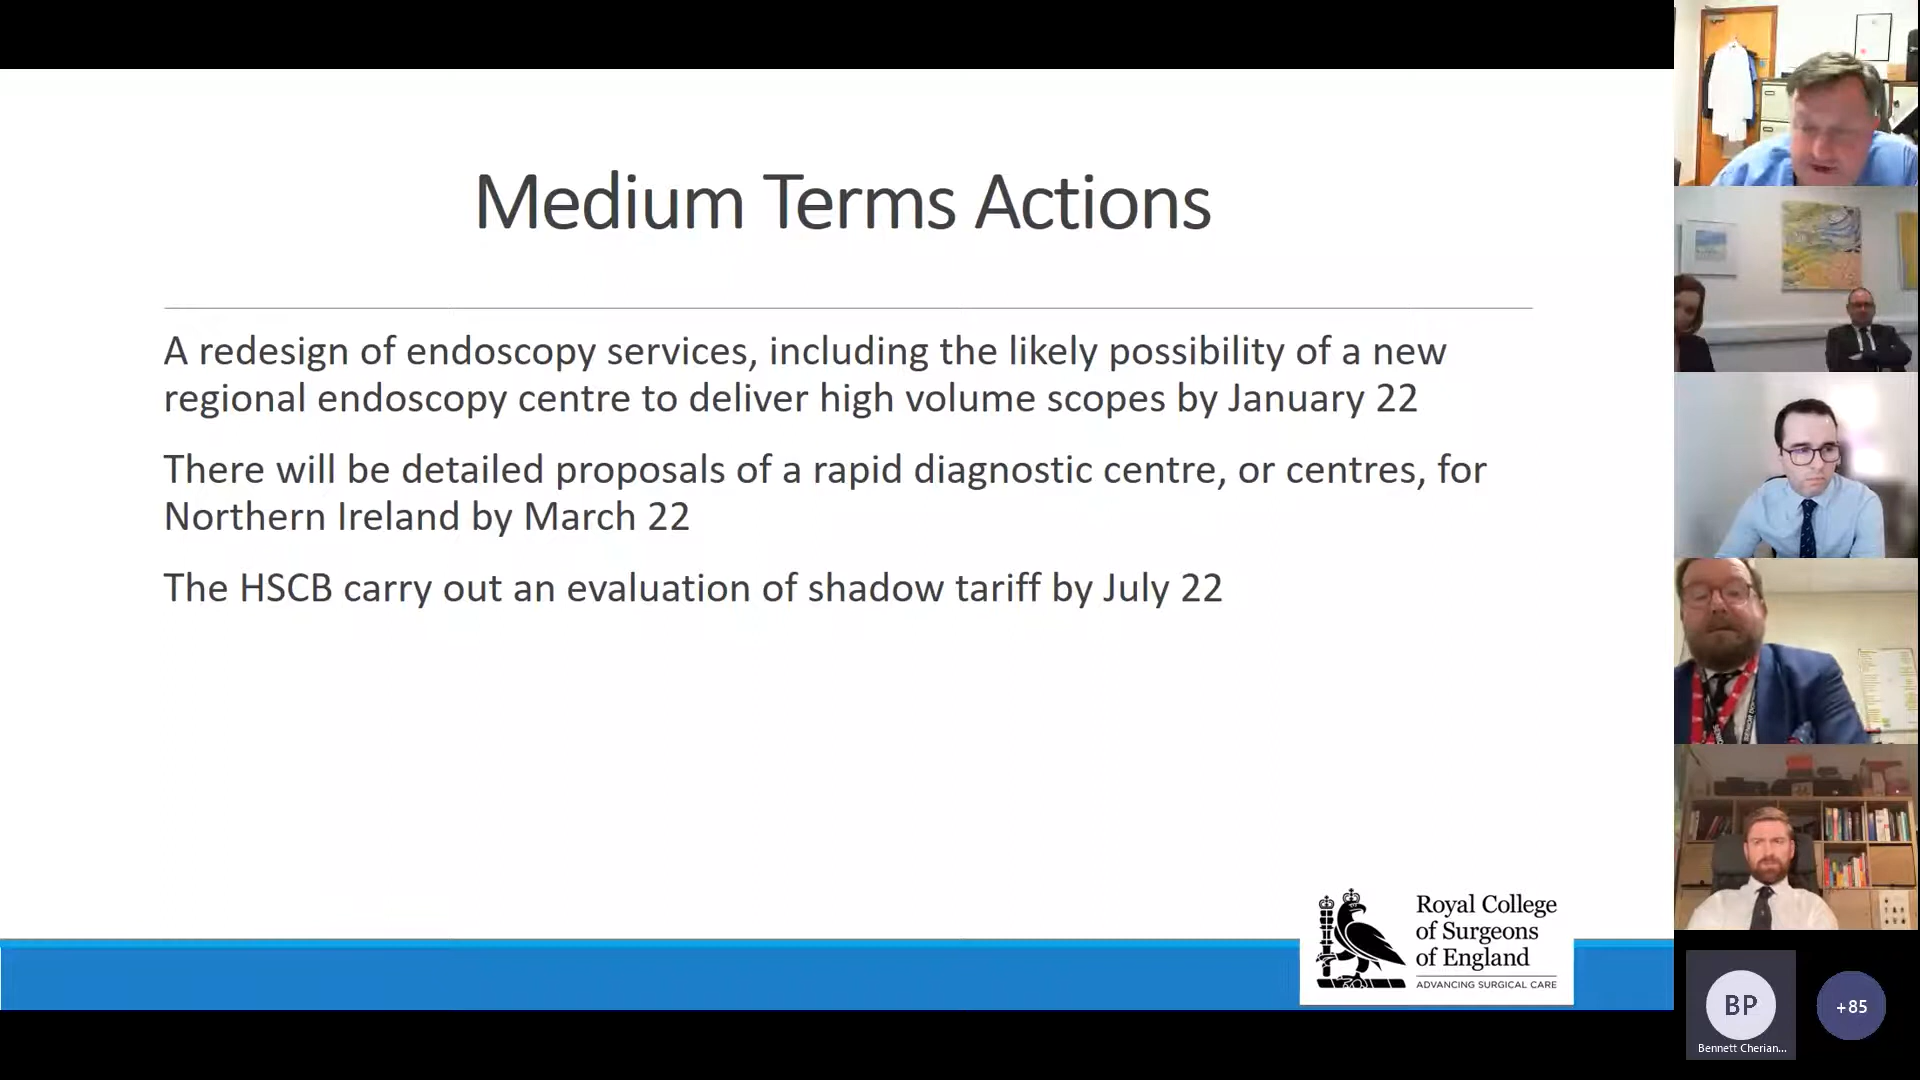 Medium Terms Actions
A redesign of endoscopy services, including the likely possibility of a new
regional endoscopy centre to deliver high volume scopes by January 22
There will be detailed proposals of a rapid diagnostic centre, or centres, for
Northern Ireland by March 22
The HSCB carry out an evaluation of shadow tariff by July 22
Royal College
of Surgeons
of England
ADVANCING SURGICAL CARE
BP
Bennett Cherian...
+85